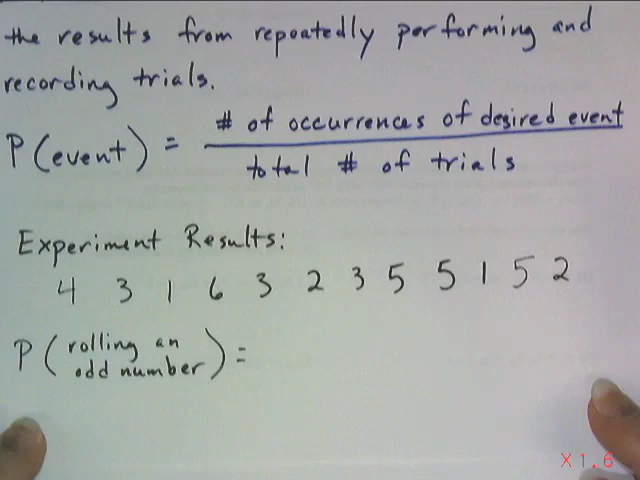 the results from repeatedly performing and
recording trials.
P(event) = # of occurrences of desired event
total # of trials
Experiment Results:
4 3 1 6 3 2 3 5 5 1 5 2
P(rolling an
odd number) =
X1.6